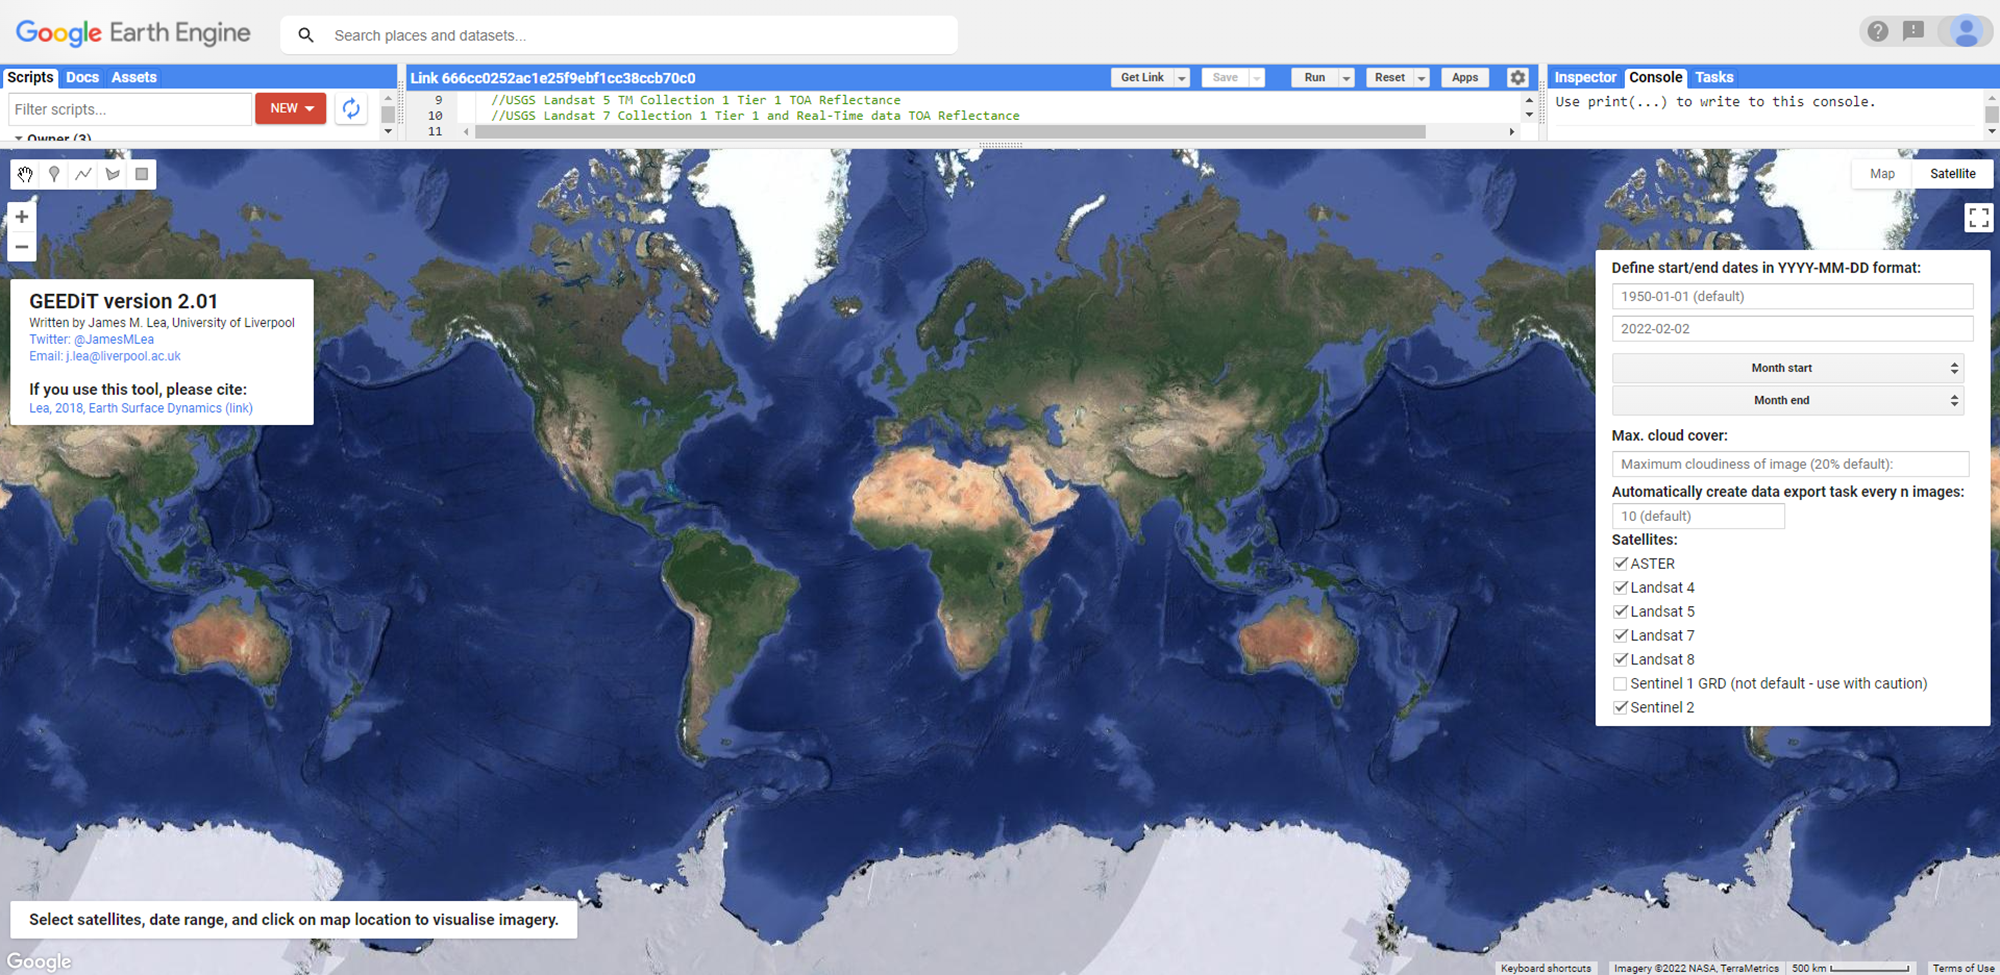 Google Earth Engine
Search places and datasets...
Scripts Docs Assets
Filter scripts...
NEW
Owner (3)
Link 666cc0252ac1e25f9ebf1cc38ccb70c0
Get Link Save Run Reset Apps
9 //USGS Landsat 5 TM Collection 1 Tier 1 TOA Reflectance
10 //USGS Landsat 7 Collection 1 Tier 1 and Real-Time data TOA Reflectance
11
Inspector Console Tasks
Use print(...) to write to this console.
Map Satellite
GEEDiT version 2.01
Written by James M. Lea, University of Liverpool
Twitter: @JamesMLea
Email: j.lea@liverpool.ac.uk
If you use this tool, please cite:
Lea, 2018, Earth Surface Dynamics (link)
Define start/end dates in YYYY-MM-DD format:
1950-01-01 (default)
2022-02-02
Month start
Month end
Max. cloud cover:
Maximum cloudiness of image (20% default):
Automatically create data export task every n images:
10 (default)
Satellites:
ASTER
Landsat 4
Landsat 5
Landsat 7
Landsat 8
Sentinel 1 GRD (not default - use with caution)
Sentinel 2
Select satellites, date range, and click on map location to visualise imagery.
Google
Keyboard shortcuts Imagery ©2022 NASA, TerraMetrics 500 km Terms of Use